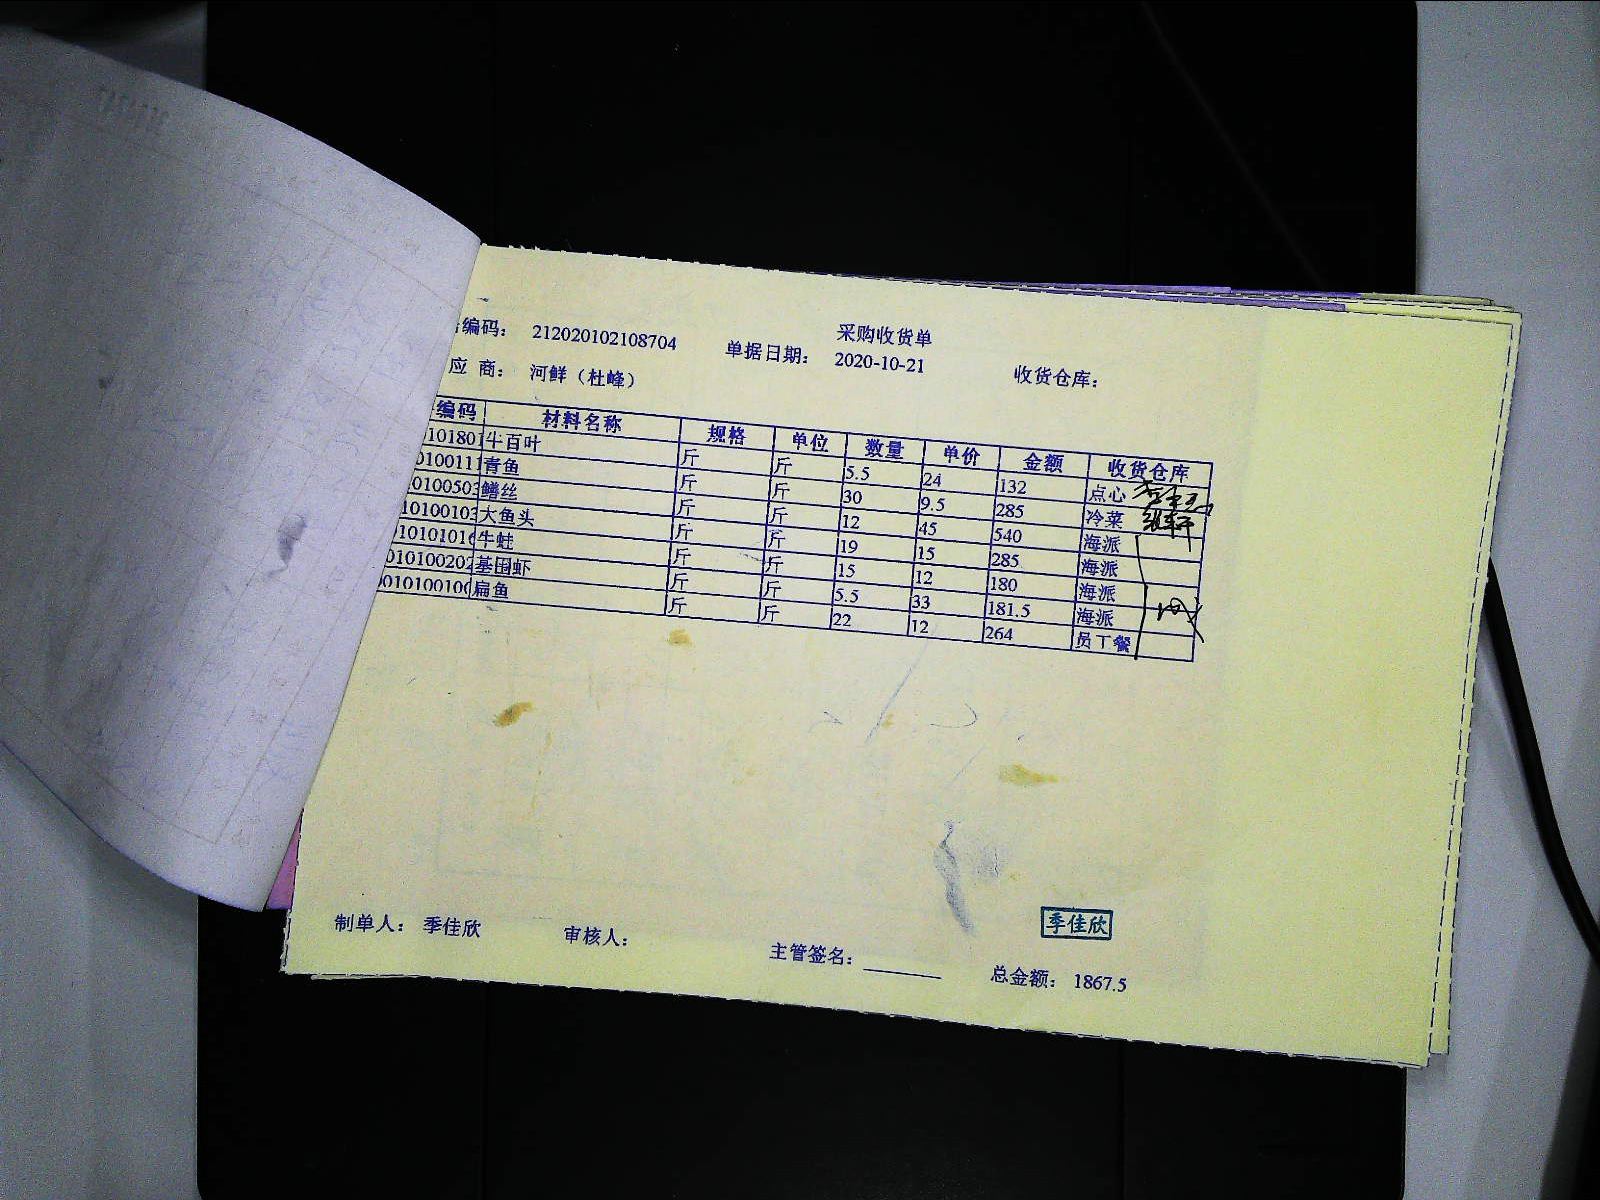 采购收货单
编码： 212020102108704 单据日期： 2020-10-21 收货仓库：
应 商： 河鲜（杜峰）
编码 材料名称 规格 单位 数量 单价 金额 收货仓库
101801 牛百叶 斤 斤 5.5 24 132 点心
0100111 青鱼 斤 斤 30 9.5 285 冷菜
0100503 鳝丝 斤 斤 12 45 540 海派
10100103 大鱼头 斤 斤 19 15 285 海派
10101016 牛蛙 斤 斤 15 12 180 海派
010100202 基围虾 斤 斤 5.5 33 181.5 海派
010100100 扁鱼 斤 斤 22 12 264 员工餐
季佳欣
制单人： 季佳欣 审核人： 主管签名： 总金额： 1867.5